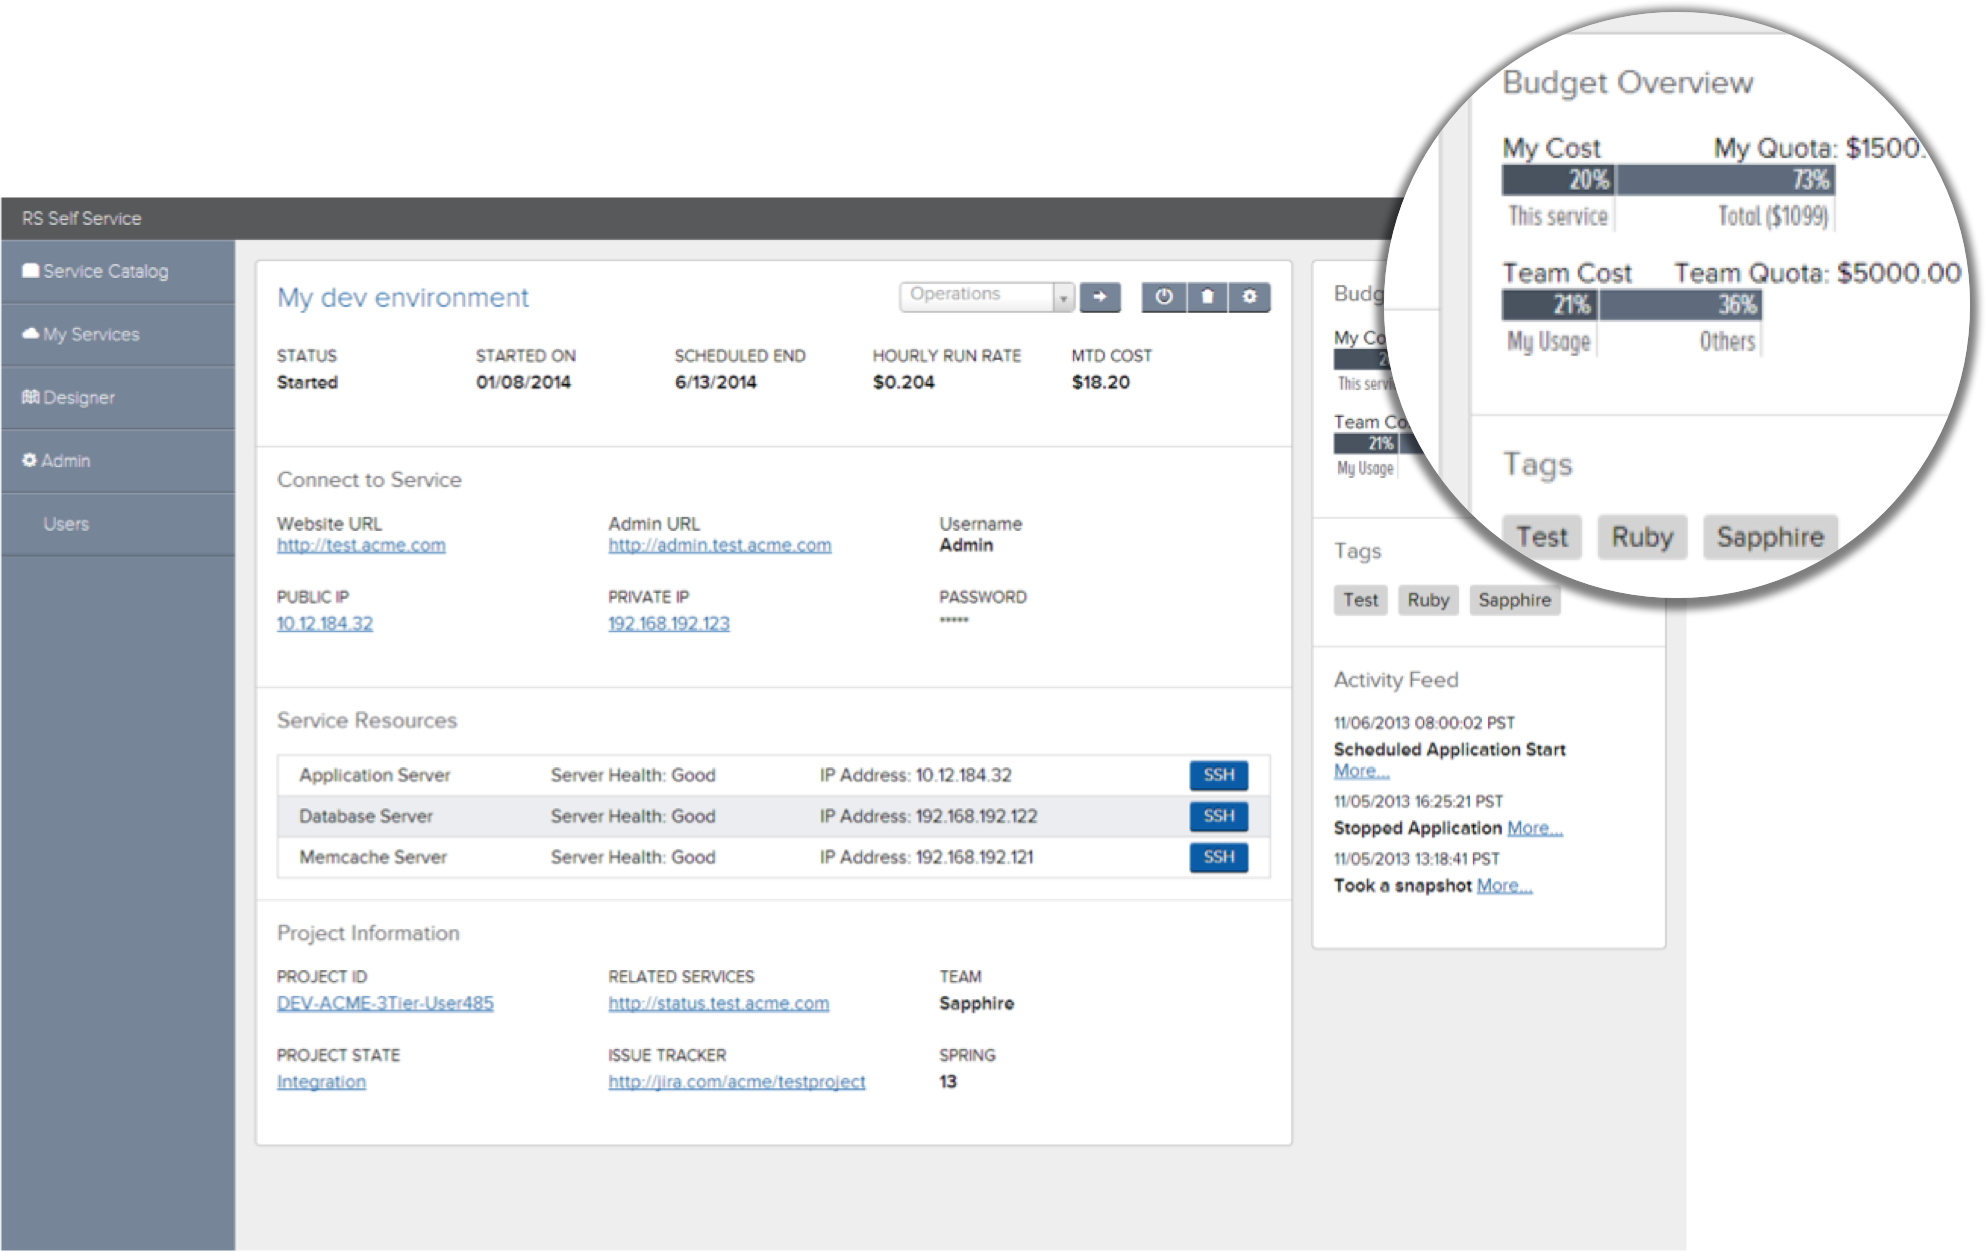 RS Self Service
Service Catalog
My Services
Designer
Admin
Users
My dev environment
Operations
STATUS STARTED ON SCHEDULED END HOURLY RUN RATE MTD COST
Started 01/08/2014 6/13/2014 $0.204 $18.20
Connect to Service
Website URL Admin URL Username
http://test.acme.com http://admin.test.acme.com Admin
PUBLIC IP PRIVATE IP PASSWORD
10.12.184.32 192.168.192.123 *****
Service Resources
Application Server Server Health: Good IP Address: 10.12.184.32 SSH
Database Server Server Health: Good IP Address: 192.168.192.122 SSH
Memcache Server Server Health: Good IP Address: 192.168.192.121 SSH
Project Information
PROJECT ID RELATED SERVICES TEAM
DEV-ACME-3Tier-User485 http://status.test.acme.com Sapphire
PROJECT STATE ISSUE TRACKER SPRING
Integration http://jira.com/acme/testproject 13
Budget Overview
My Cost My Quota: $1500.
20% 73%
This service Total ($1099)
Team Cost Team Quota: $5000.00
21% 36%
My Usage Others
Tags
Test Ruby Sapphire
Budg
My Co
2
This servi
Team Co
21%
My Usage
Tags
Test Ruby Sapphire
Activity Feed
11/06/2013 08:00:02 PST
Scheduled Application Start
More...
11/05/2013 16:25:21 PST
Stopped Application More...
11/05/2013 13:18:41 PST
Took a snapshot More...